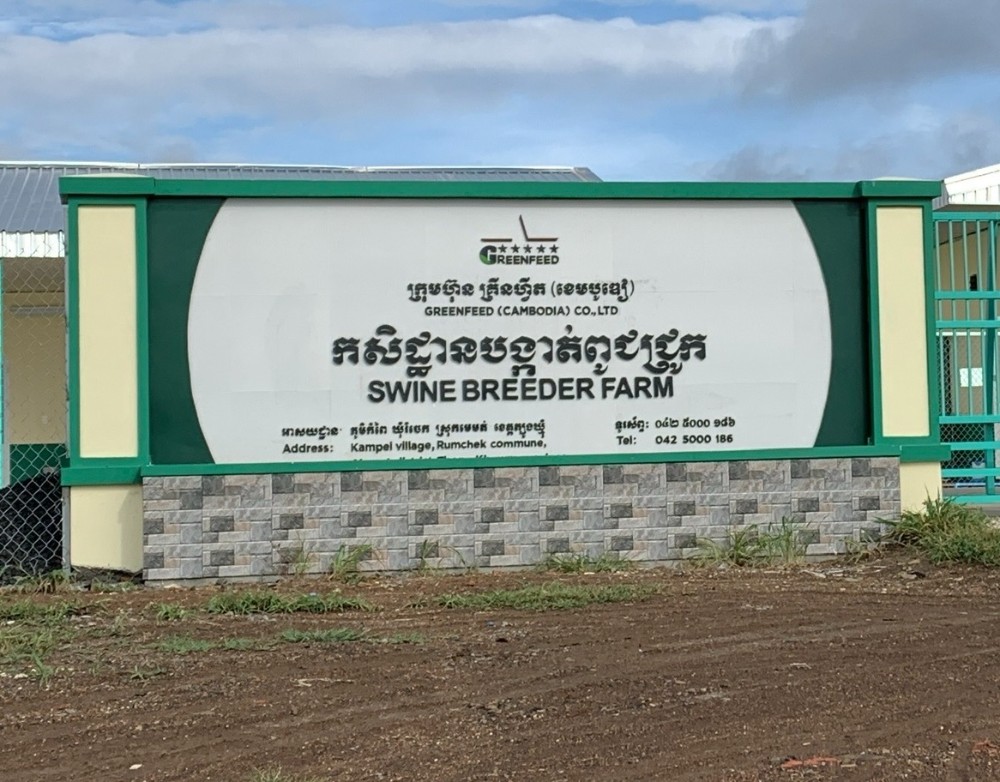 GREENFEED
ក្រុមហ៊ុន គ្រីនហ្វីត (ខេមបូឌៀ)
GREENFEED (CAMBODIA) CO.,LTD
កសិដ្ឋានបង្កាត់ពូជជ្រូក
SWINE BREEDER FARM
អាសយដ្ឋានៈ ភូមិកំពៃ ឃុំរំចេក ស្រុកមេមត់ ខេត្តត្បូងឃ្មុំ
Address: Kampei village, Rumchek commune,
ទូរស័ព្ទៈ ០៤២ ៥០០០ ១៨៦
Tel: 042 5000 186